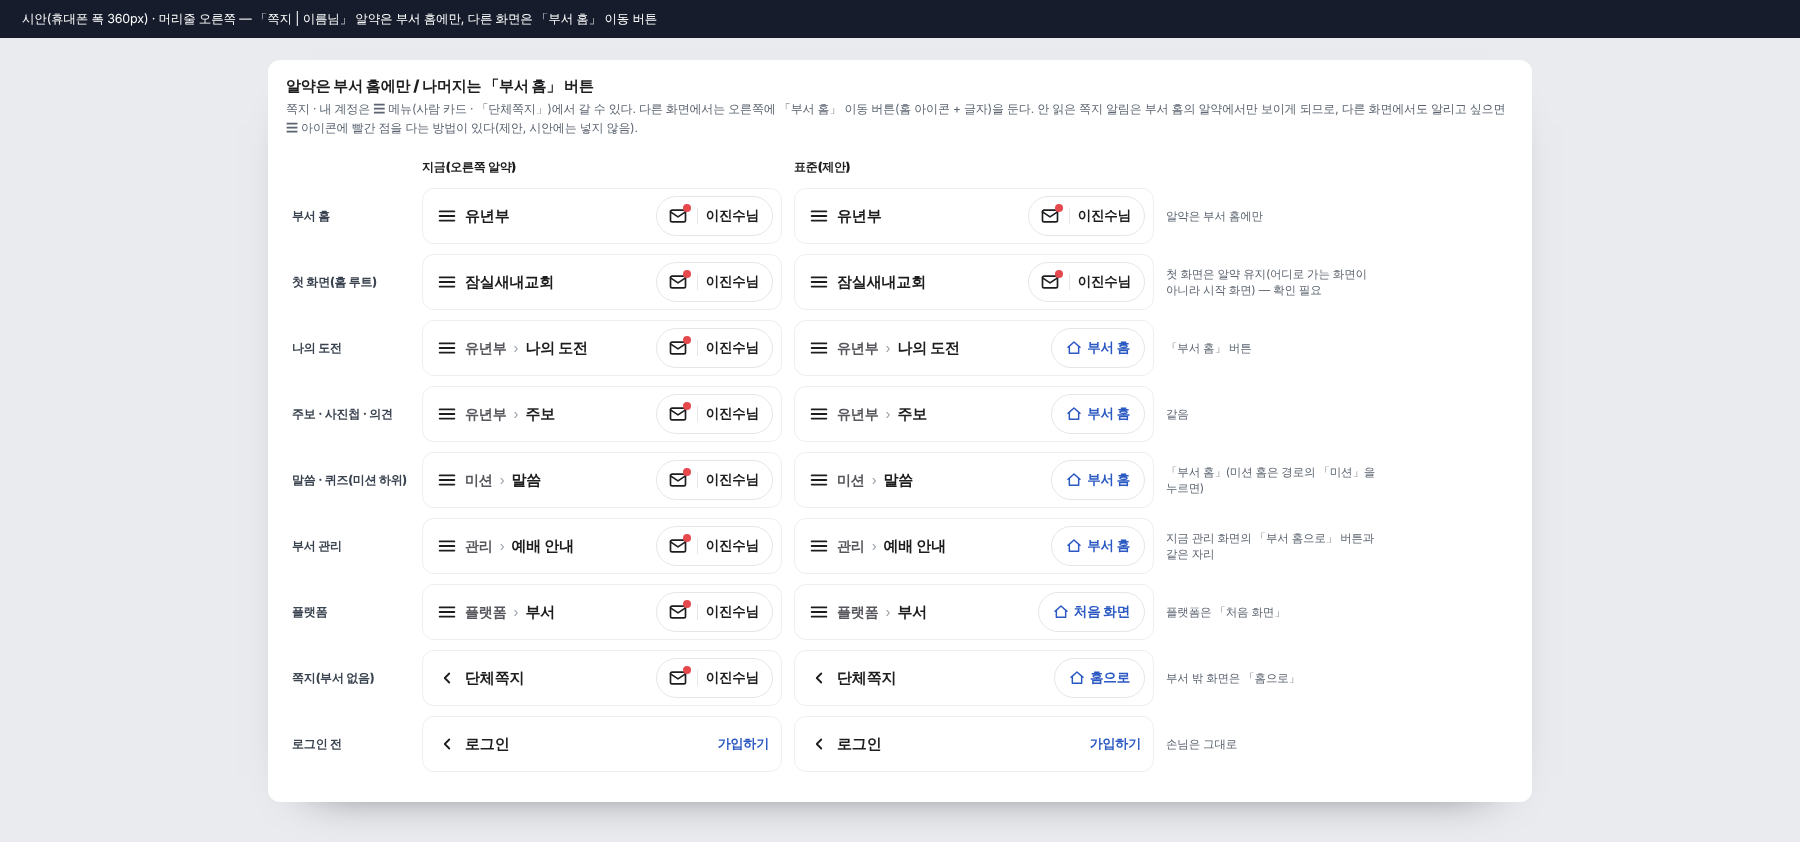 시안(휴대폰 폭 360px) · 머리줄 오른쪽 — 「쪽지 | 이름님」 알약은 부서 홈에만, 다른 화면은 「부서 홈」 이동 버튼
알약은 부서 홈에만 / 나머지는 「부서 홈」 버튼
쪽지 · 내 계정은 ☰ 메뉴(사람 카드 · 「단체쪽지」)에서 갈 수 있다. 다른 화면에서는 오른쪽에 「부서 홈」 이동 버튼(홈 아이콘 + 글자)을 둔다. 안 읽은 쪽지 알림은 부서 홈의 알약에서만 보이게 되므로, 다른 화면에서도 알리고 싶으면
☰ 아이콘에 빨간 점을 다는 방법이 있다(제안, 시안에는 넣지 않음).
지금(오른쪽 알약) 표준(제안)
부서 홈 유년부 이진수님 유년부 이진수님 알약은 부서 홈에만
첫 화면(홈 루트) 잠실새내교회 이진수님 잠실새내교회 이진수님 첫 화면은 알약 유지(어디로 가는 화면이
아니라 시작 화면) — 확인 필요
나의 도전 유년부 › 나의 도전 이진수님 유년부 › 나의 도전 부서 홈 「부서 홈」 버튼
주보 · 사진첩 · 의견 유년부 › 주보 이진수님 유년부 › 주보 부서 홈 같음
말씀 · 퀴즈(미션 하위) 미션 › 말씀 이진수님 미션 › 말씀 부서 홈 「부서 홈」(미션 홈은 경로의 「미션」을
누르면)
부서 관리 관리 › 예배 안내 이진수님 관리 › 예배 안내 부서 홈 지금 관리 화면의 「부서 홈으로」 버튼과
같은 자리
플랫폼 플랫폼 › 부서 이진수님 플랫폼 › 부서 처음 화면 플랫폼은 「처음 화면」
쪽지(부서 없음) 단체쪽지 이진수님 단체쪽지 홈으로 부서 밖 화면은 「홈으로」
로그인 전 로그인 가입하기 로그인 가입하기 손님은 그대로